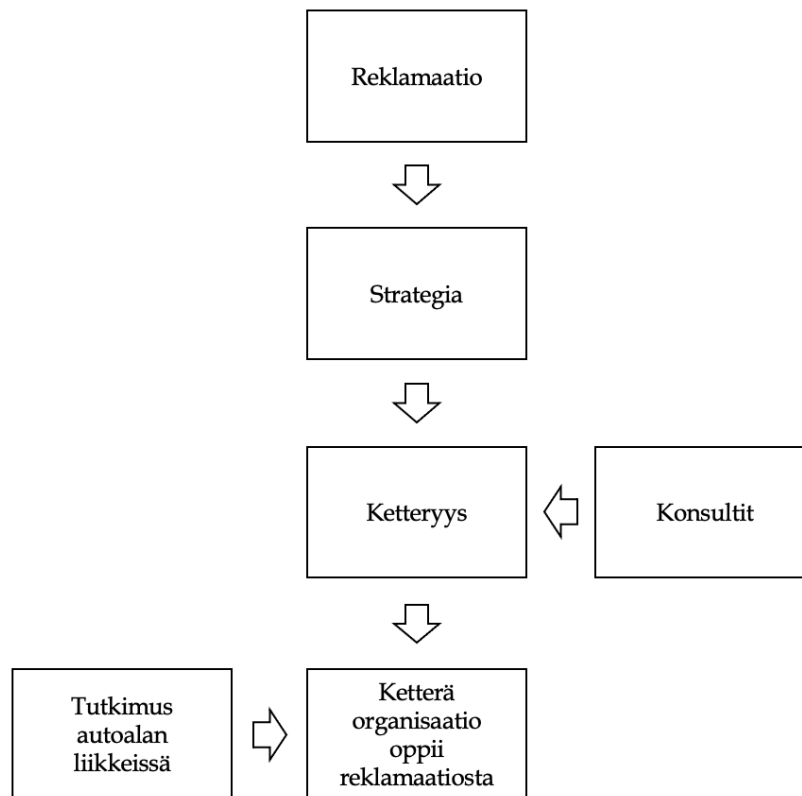 Reklamaatio
Strategia
Ketteryys
Konsultit
Tutkimus
autoalan
liikkeissä
Ketterä
organisaatio
oppii
reklamaatiosta